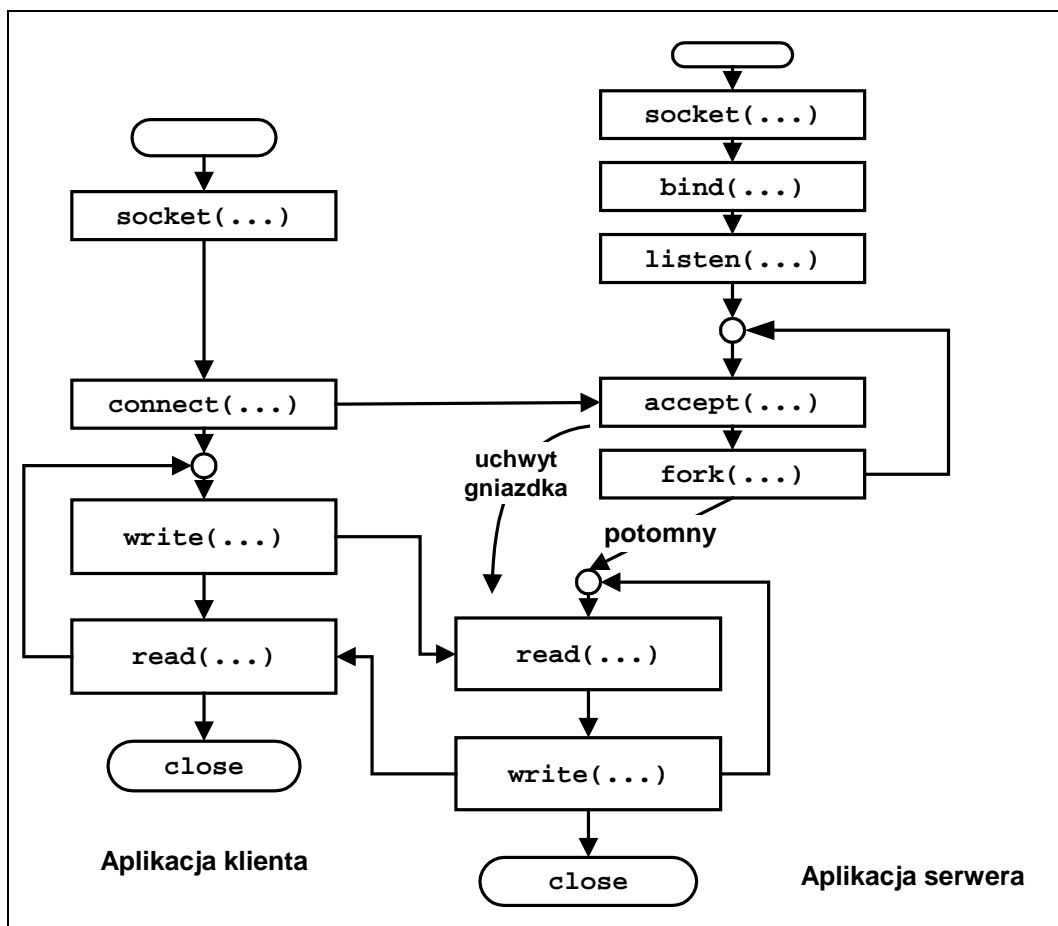 socket(...)
bind(...)
listen(...)
accept(...)
fork(...)
socket(...)
connect(...)
write(...)
read(...)
close
uchwyt
gniazdka
potomny
read(...)
write(...)
close
Aplikacja klienta
Aplikacja serwera